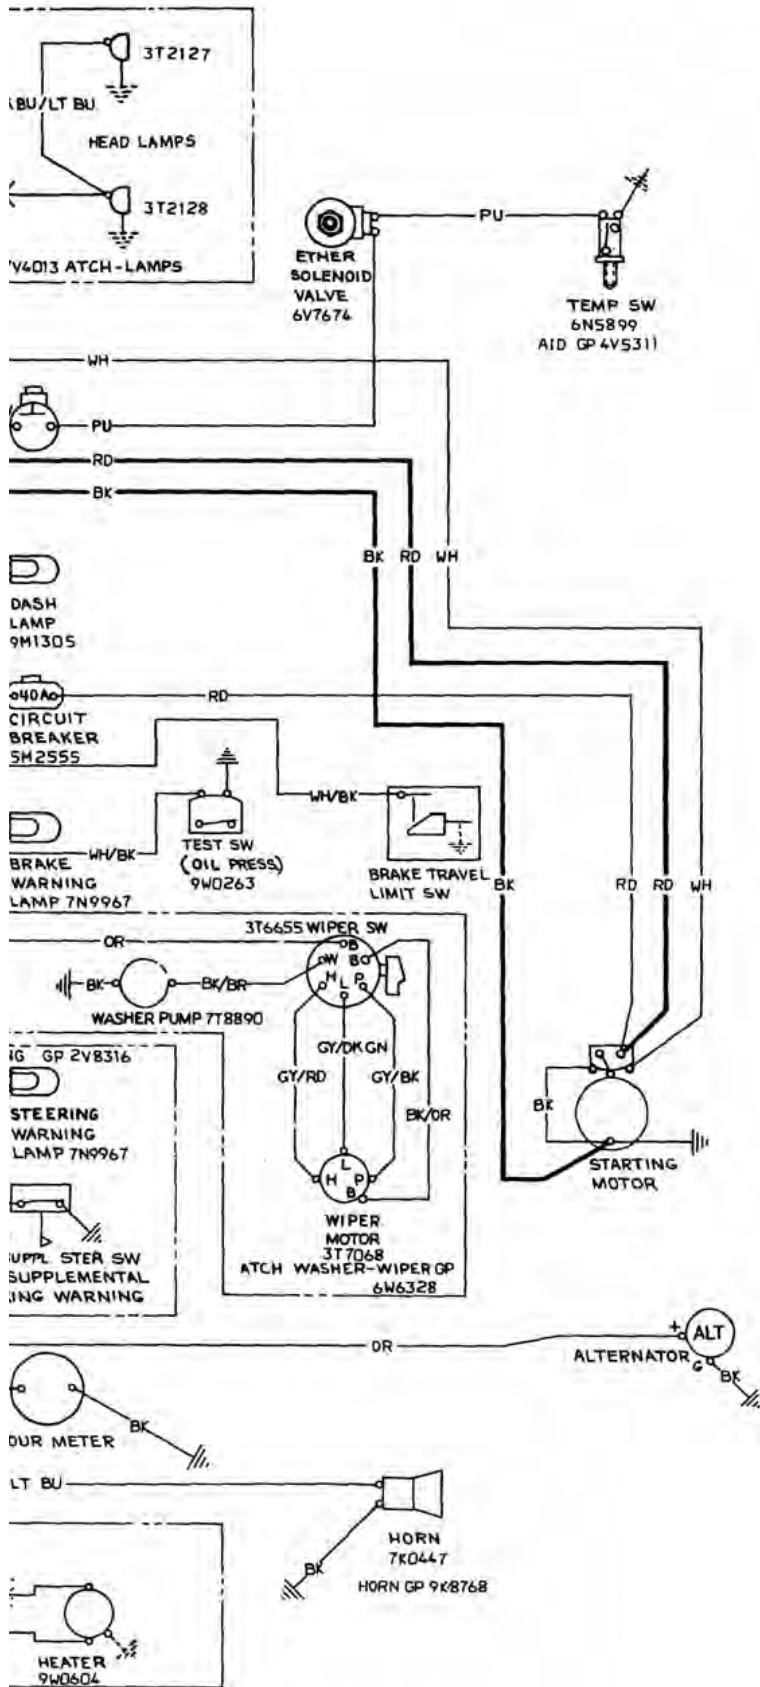 3T2127
BU/LT BU
HEAD LAMPS
3T2128
V4013 ATCH-LAMPS
PU
ETHER
SOLENOID
VALVE
6V7674
TEMP SW
6N5899
AID GP 4V5311
WH
PU
RD
BK
BK RD WH
DASH
LAMP
9M1305
40A
RD
CIRCUIT
BREAKER
5M2555
WH/BK
TEST SW
(OIL PRESS)
9W0263
WH/BK
BRAKE
WARNING
LAMP 7N9967
BRAKE TRAVEL
LIMIT SW
BK RD RD WH
3T6655 WIPER SW
OR
B
W B
H L P
BK
BK/BR
WASHER PUMP 7T8890
NG GP 2V8316
GY/DK GN
GY/RD
GY/BK
BK/OR
BK
STEERING
WARNING
LAMP 7N9967
L
H P
B
STARTING
MOTOR
WIPER
MOTOR
3T7068
ATCH WASHER-WIPER GP
6W6328
UPPL STER SW
SUPPLEMENTAL
ING WARNING
OR
+
ALT
ALTERNATOR
G
BK
BK
OUR METER
LT BU
HORN
7K0447
HORN GP 9K8768
BK
HEATER
9W0604